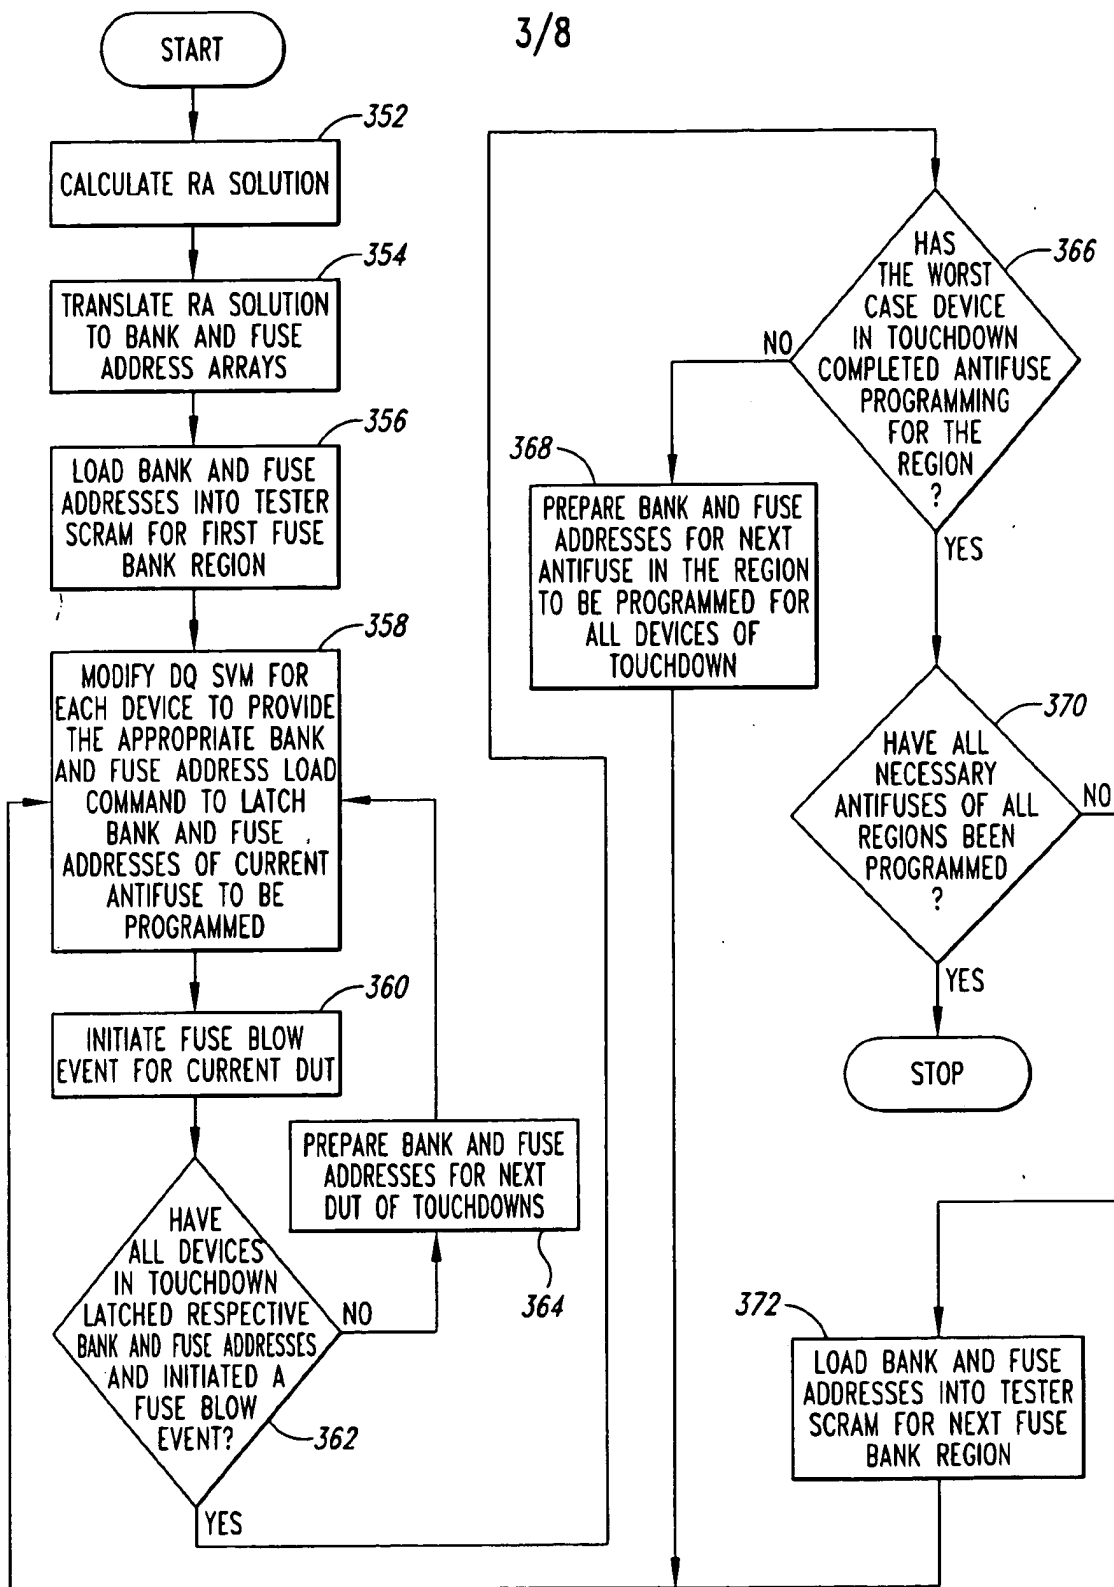 3/8
START
352
CALCULATE RA SOLUTION
354
TRANSLATE RA SOLUTION
TO BANK AND FUSE
ADDRESS ARRAYS
356
LOAD BANK AND FUSE
ADDRESSES INTO TESTER
SCRAM FOR FIRST FUSE
BANK REGION
358
MODIFY DQ SVM FOR
EACH DEVICE TO PROVIDE
THE APPROPRIATE BANK
AND FUSE ADDRESS LOAD
COMMAND TO LATCH
BANK AND FUSE
ADDRESSES OF CURRENT
ANTIFUSE TO BE
PROGRAMMED
360
INITIATE FUSE BLOW
EVENT FOR CURRENT DUT
HAVE
ALL DEVICES
IN TOUCHDOWN
LATCHED RESPECTIVE
BANK AND FUSE ADDRESSES
AND INITIATED A
FUSE BLOW
EVENT?
362
NO
YES
PREPARE BANK AND FUSE
ADDRESSES FOR NEXT
DUT OF TOUCHDOWNS
364
HAS
THE WORST
CASE DEVICE
IN TOUCHDOWN
COMPLETED ANTIFUSE
PROGRAMMING
FOR THE
REGION
?
366
NO
YES
368
PREPARE BANK AND FUSE
ADDRESSES FOR NEXT
ANTIFUSE IN THE REGION
TO BE PROGRAMMED FOR
ALL DEVICES OF
TOUCHDOWN
370
HAVE ALL
NECESSARY
ANTIFUSES OF ALL
REGIONS BEEN
PROGRAMMED
?
NO
YES
STOP
372
LOAD BANK AND FUSE
ADDRESSES INTO TESTER
SCRAM FOR NEXT FUSE
BANK REGION